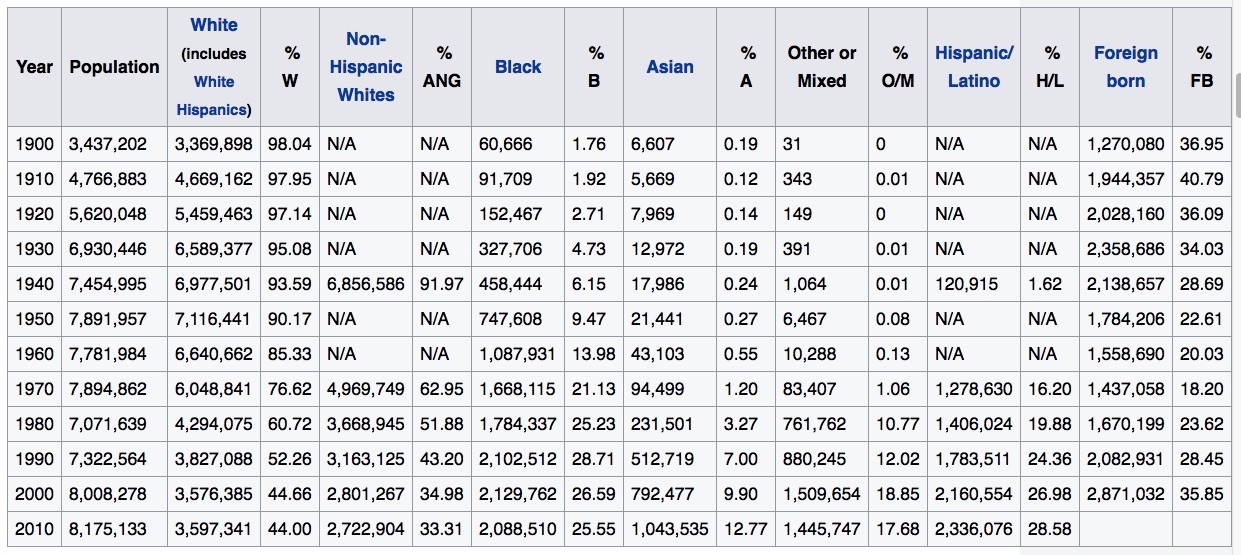 Year Population White (includes White Hispanics) % W Non-Hispanic Whites % ANG Black % B Asian % A Other or Mixed % O/M Hispanic/Latino % H/L Foreign born % FB
1900 3,437,202 3,369,898 98.04 N/A N/A 60,666 1.76 6,607 0.19 31 0 N/A N/A 1,270,080 36.95
1910 4,766,883 4,669,162 97.95 N/A N/A 91,709 1.92 5,669 0.12 343 0.01 N/A N/A 1,944,357 40.79
1920 5,620,048 5,459,463 97.14 N/A N/A 152,467 2.71 7,969 0.14 149 0 N/A N/A 2,028,160 36.09
1930 6,930,446 6,589,377 95.08 N/A N/A 327,706 4.73 12,972 0.19 391 0.01 N/A N/A 2,358,686 34.03
1940 7,454,995 6,977,501 93.59 6,856,586 91.97 458,444 6.15 17,986 0.24 1,064 0.01 120,915 1.62 2,138,657 28.69
1950 7,891,957 7,116,441 90.17 N/A N/A 747,608 9.47 21,441 0.27 6,467 0.08 N/A N/A 1,784,206 22.61
1960 7,781,984 6,640,662 85.33 N/A N/A 1,087,931 13.98 43,103 0.55 10,288 0.13 N/A N/A 1,558,690 20.03
1970 7,894,862 6,048,841 76.62 4,969,749 62.95 1,668,115 21.13 94,499 1.20 83,407 1.06 1,278,630 16.20 1,437,058 18.20
1980 7,071,639 4,294,075 60.72 3,668,945 51.88 1,784,337 25.23 231,501 3.27 761,762 10.77 1,406,024 19.88 1,670,199 23.62
1990 7,322,564 3,827,088 52.26 3,163,125 43.20 2,102,512 28.71 512,719 7.00 880,245 12.02 1,783,511 24.36 2,082,931 28.45
2000 8,008,278 3,576,385 44.66 2,801,267 34.98 2,129,762 26.59 792,477 9.90 1,509,654 18.85 2,160,554 26.98 2,871,032 35.85
2010 8,175,133 3,597,341 44.00 2,722,904 33.31 2,088,510 25.55 1,043,535 12.77 1,445,747 17.68 2,336,076 28.58